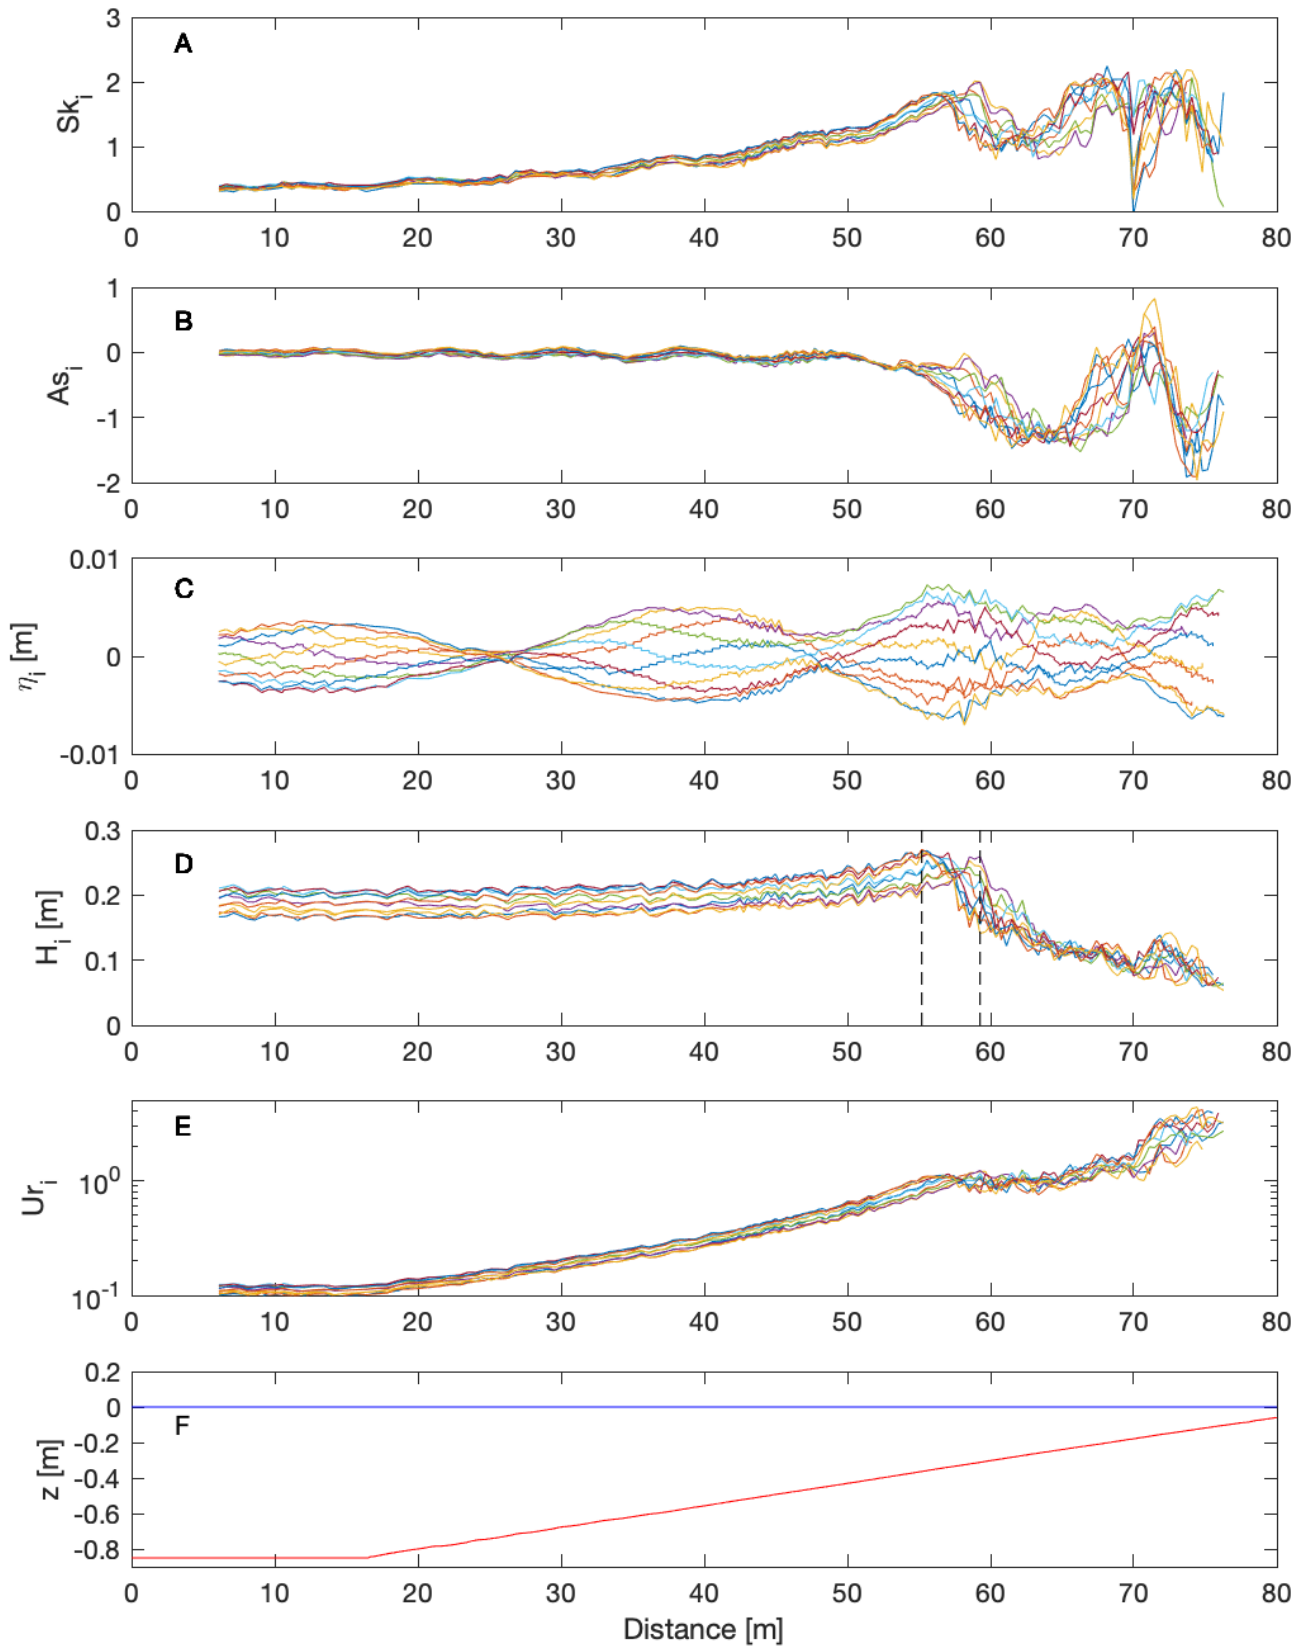 A
Sk_i
3
2
1
0
0 10 20 30 40 50 60 70 80
B
As_i
1
0
-1
-2
0 10 20 30 40 50 60 70 80
C
η_i [m]
0.01
0
-0.01
0 10 20 30 40 50 60 70 80
D
H_i [m]
0.3
0.2
0.1
0
0 10 20 30 40 50 60 70 80
E
Ur_i
10^0
10^-1
0 10 20 30 40 50 60 70 80
F
z [m]
0.2
0
-0.2
-0.4
-0.6
-0.8
0 10 20 30 40 50 60 70 80
Distance [m]